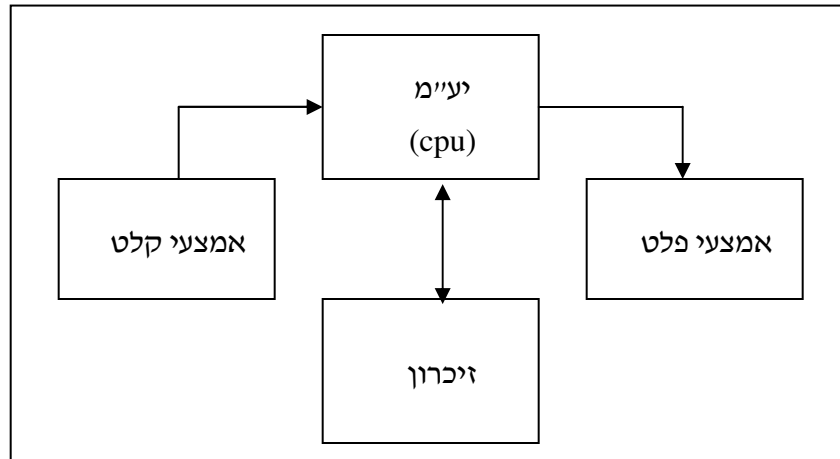 יע״מ
(cpu)
אמצעי קלט
אמצעי פלט
זיכרון